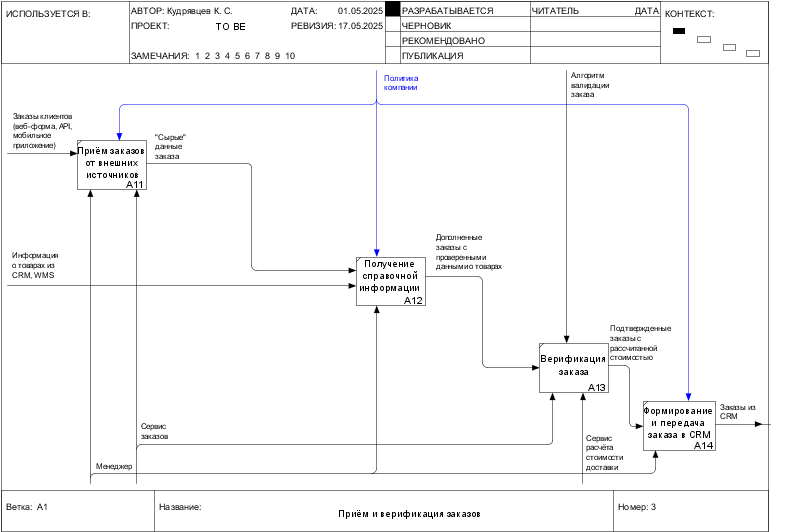 ИСПОЛЬЗУЕТСЯ В:
АВТОР: Кудрявцев К. С.
ДАТА: 01.05.2025
ПРОЕКТ: TO BE
РЕВИЗИЯ: 17.05.2025
ЗАМЕЧАНИЯ: 1 2 3 4 5 6 7 8 9 10
РАЗРАБАТЫВАЕТСЯ
ЧЕРНОВИК
РЕКОМЕНДОВАНО
ПУБЛИКАЦИЯ
ЧИТАТЕЛЬ
ДАТА
КОНТЕКСТ:
Политика
компании
Алгоритм
валидации
заказа
Заказы клиентов
(веб-форма, API,
мобильное
приложение)
Приём заказов
от внешних
источников
A11
"Сырые"
данные
заказа
Информация
о товарах из
CRM, WMS
Получение
справочной
информации
A12
Дополненные
заказы с
проверенными
данными о товарах
Верификация
заказа
A13
Подтвержденные
заказы с
рассчитанной
стоимостью
Формирование
и передача
заказа в CRM
A14
Заказы из
CRM
Сервис
заказов
Менеджер
Сервис
расчёта
стоимости
доставки
Ветка: A1
Название:
Приём и верификация заказов
Номер: 3